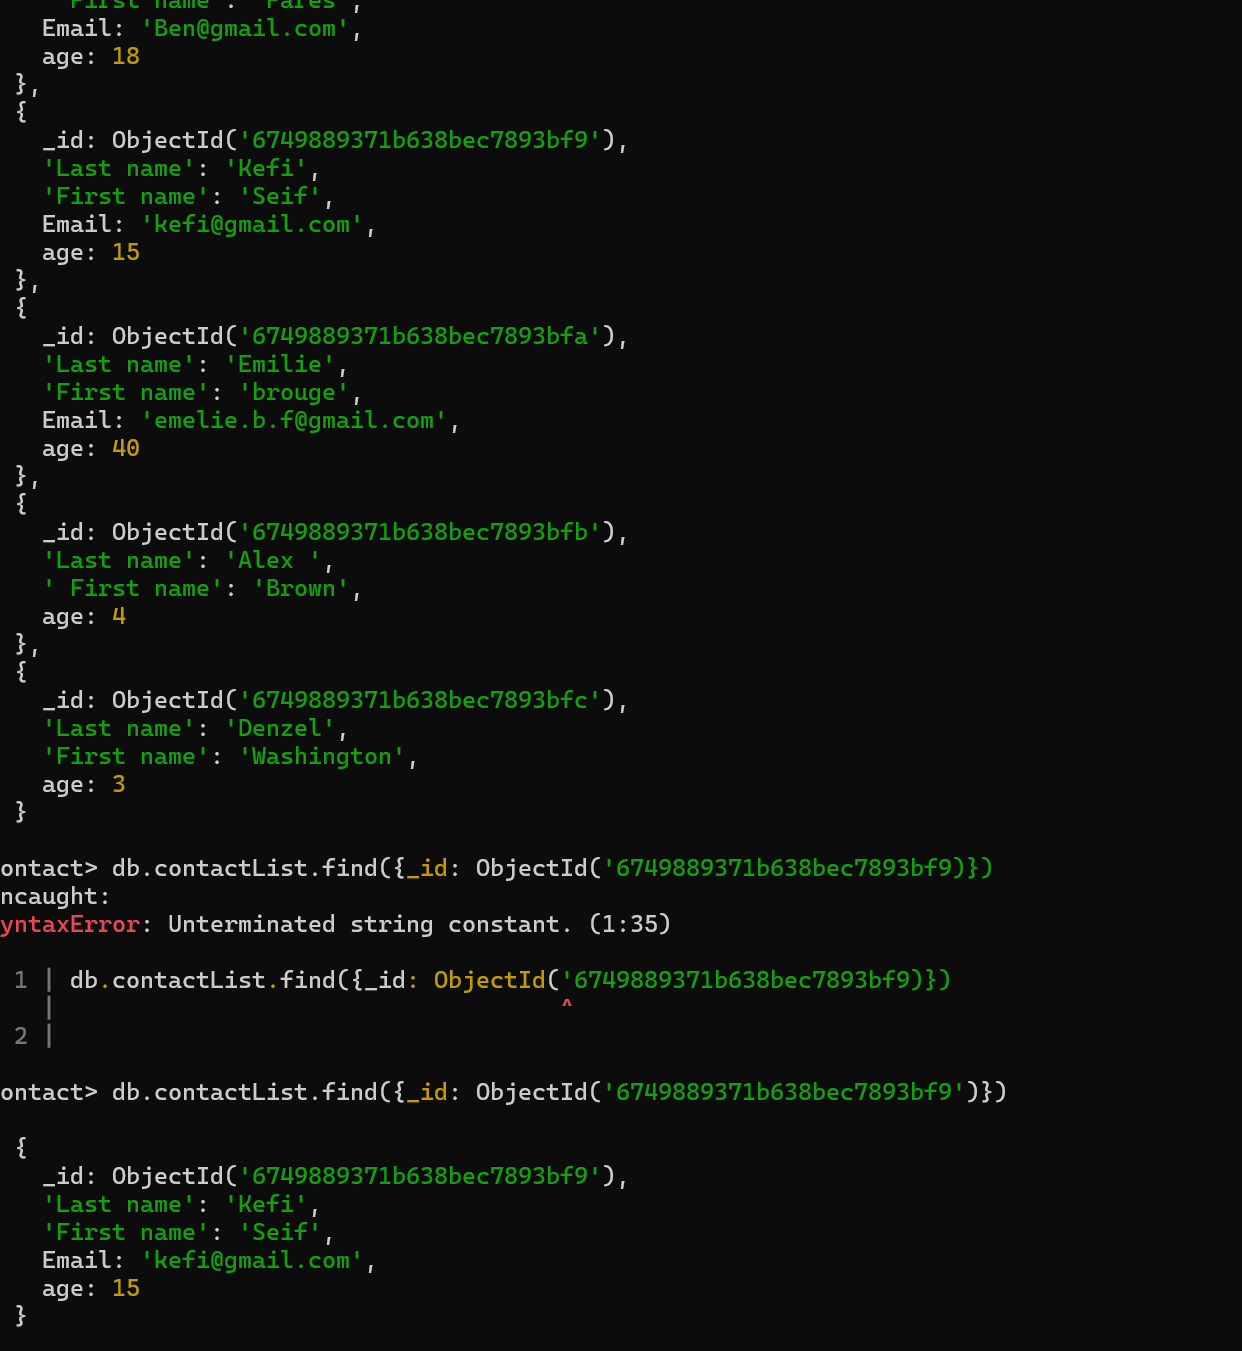 ' First name': 'Fares',
Email: 'Ben@gmail.com',
age: 18
},
{
_id: ObjectId('6749889371b638bec7893bf9'),
'Last name': 'Kefi',
'First name': 'Seif',
Email: 'kefi@gmail.com',
age: 15
},
{
_id: ObjectId('6749889371b638bec7893bfa'),
'Last name': 'Emilie',
'First name': 'brouge',
Email: 'emelie.b.f@gmail.com',
age: 40
},
{
_id: ObjectId('6749889371b638bec7893bfb'),
'Last name': 'Alex ',
' First name': 'Brown',
age: 4
},
{
_id: ObjectId('6749889371b638bec7893bfc'),
'Last name': 'Denzel',
'First name': 'Washington',
age: 3
}
ontact> db.contactList.find({_id: ObjectId('6749889371b638bec7893bf9)})
ncaught:
yntaxError: Unterminated string constant. (1:35)
1 | db.contactList.find({_id: ObjectId('6749889371b638bec7893bf9)})
| ^
2 |
ontact> db.contactList.find({_id: ObjectId('6749889371b638bec7893bf9')})
{
_id: ObjectId('6749889371b638bec7893bf9'),
'Last name': 'Kefi',
'First name': 'Seif',
Email: 'kefi@gmail.com',
age: 15
}